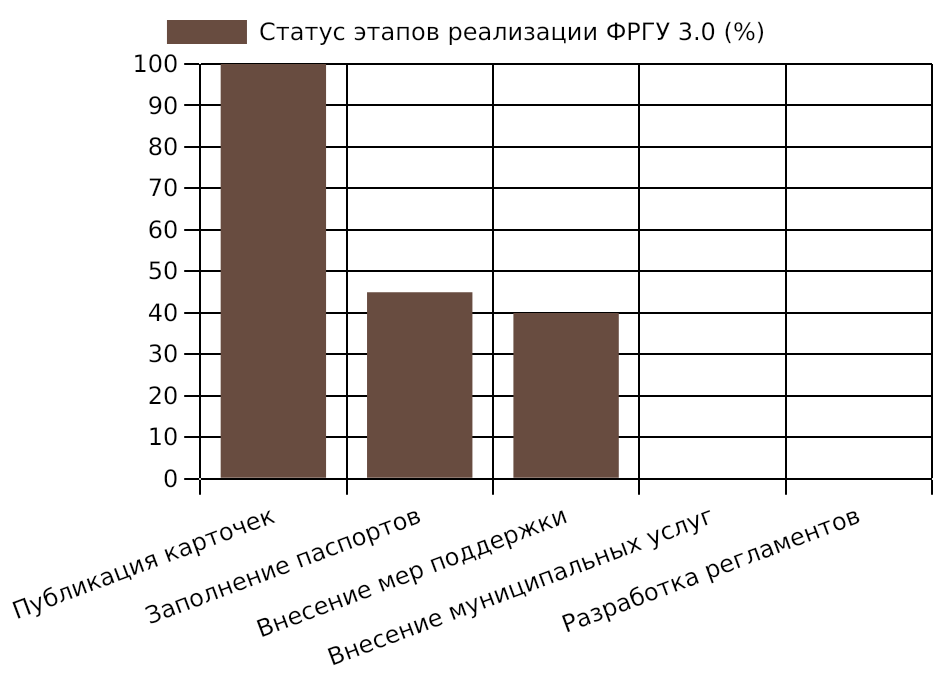 Статус этапов реализации ФРГУ 3.0 (%)
100
90
80
70
60
50
40
30
20
10
0
Публикация карточек
Заполнение паспортов
Внесение мер поддержки
Внесение муниципальных услуг
Разработка регламентов